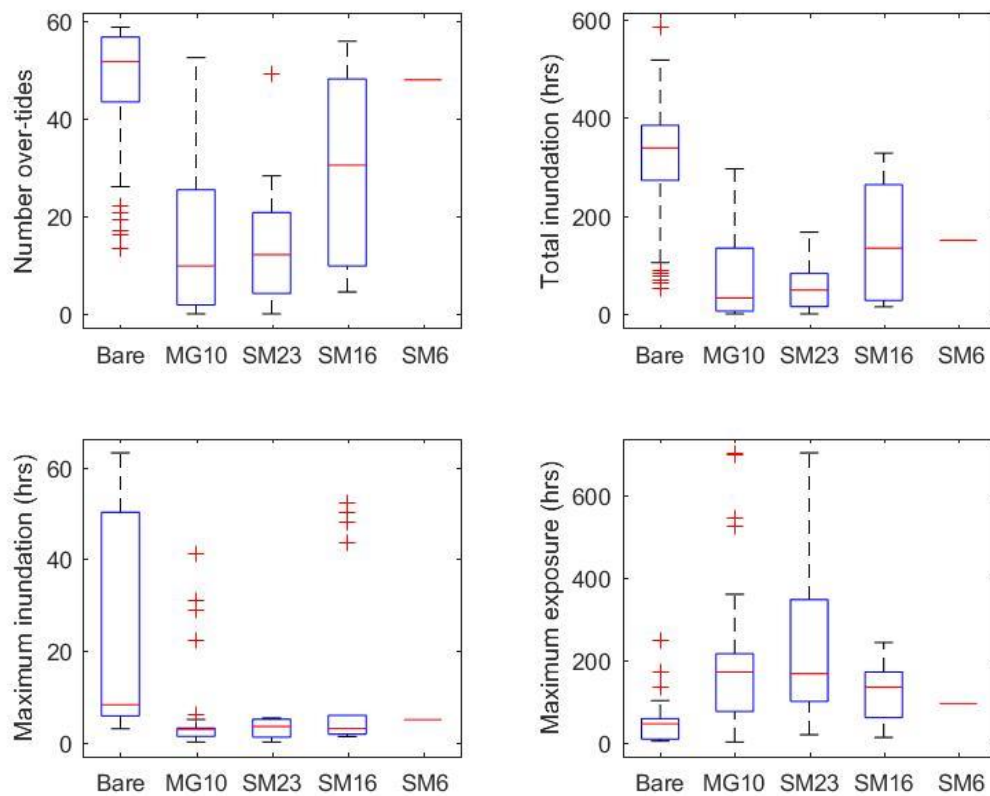 Number over-tides
60
40
20
0
Bare MG10 SM23 SM16 SM6
Total inundation (hrs)
600
400
200
0
Bare MG10 SM23 SM16 SM6
Maximum inundation (hrs)
60
40
20
0
Bare MG10 SM23 SM16 SM6
Maximum exposure (hrs)
600
400
200
0
Bare MG10 SM23 SM16 SM6